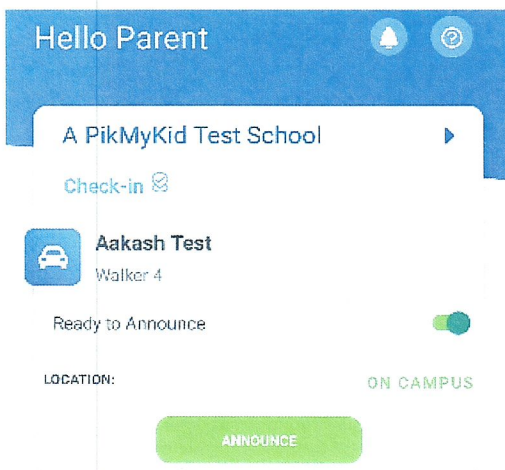 Hello Parent
A PikMyKid Test School
Check-in
Aakash Test
Walker 4
Ready to Announce
LOCATION: ON CAMPUS
ANNOUNCE